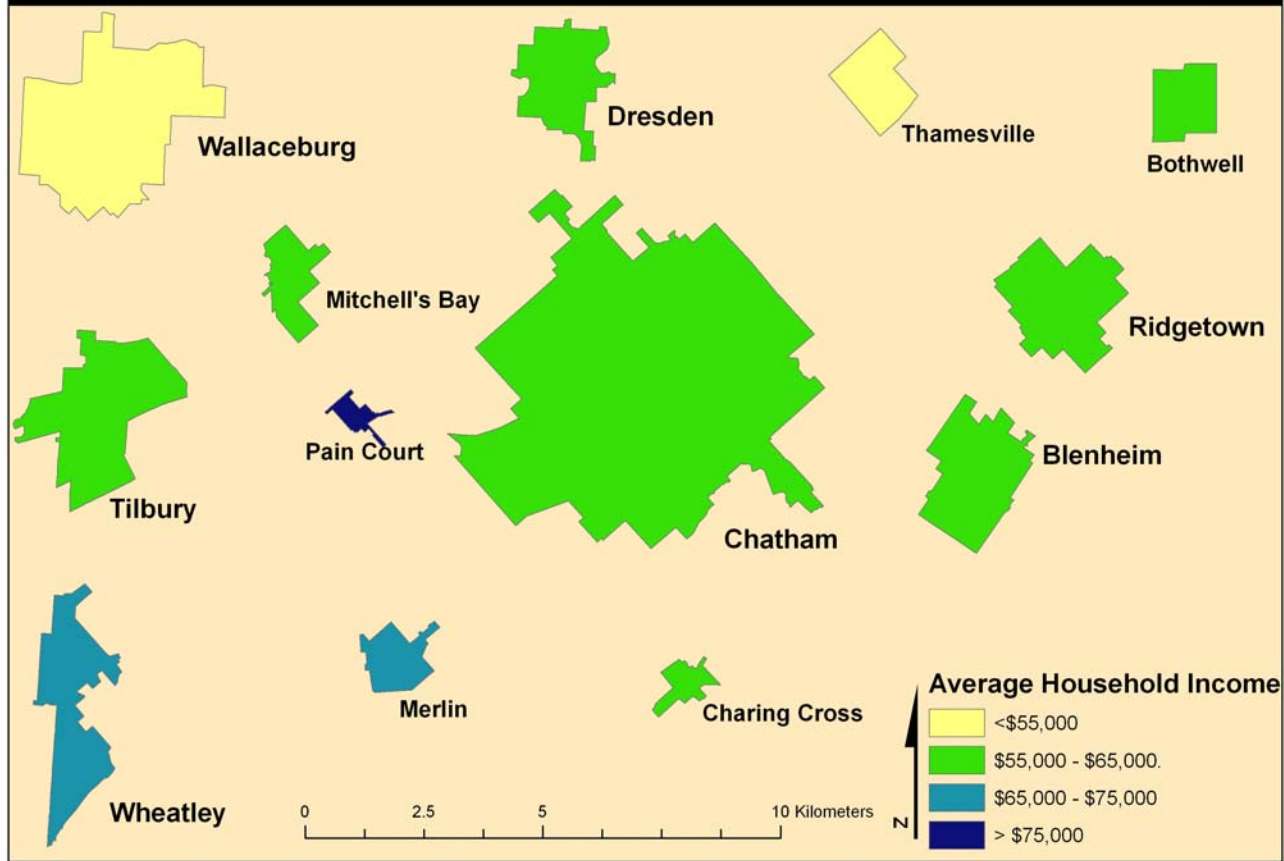 Wallaceburg
Dresden
Thamesville
Bothwell
Mitchell's Bay
Ridgetown
Pain Court
Blenheim
Tilbury
Chatham
Wheatley
Merlin
Charing Cross
0 2.5 5 10 Kilometers
N
Average Household Income
<$55,000
$55,000 - $65,000.
$65,000 - $75,000
> $75,000